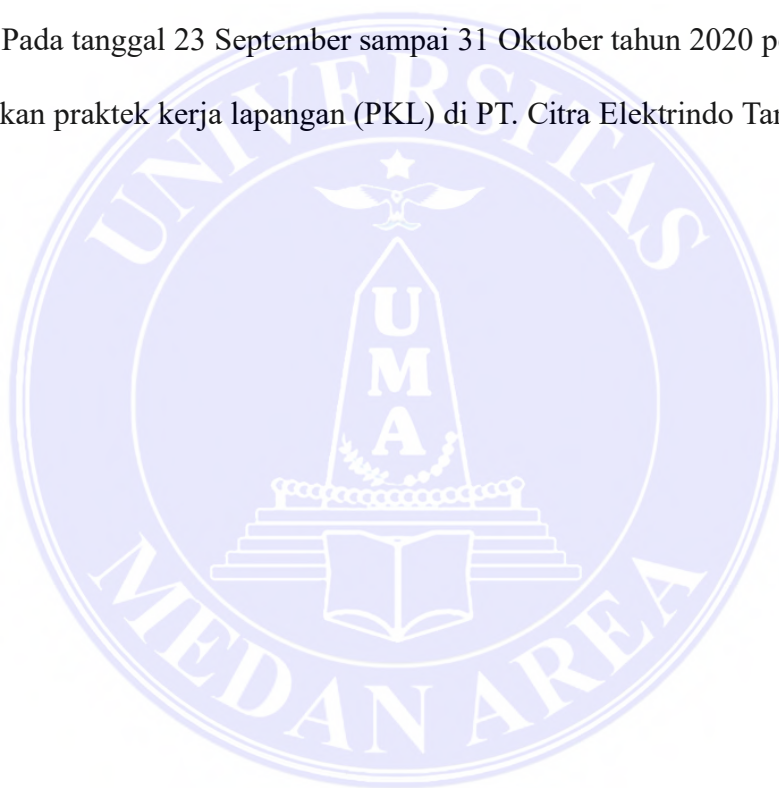 Pada tanggal 23 September sampai 31 Oktober tahun 2020
kan praktek kerja lapangan (PKL) di PT. Citra Elektrindo
UNIVERSITAS
UMA
MEDAN AREA